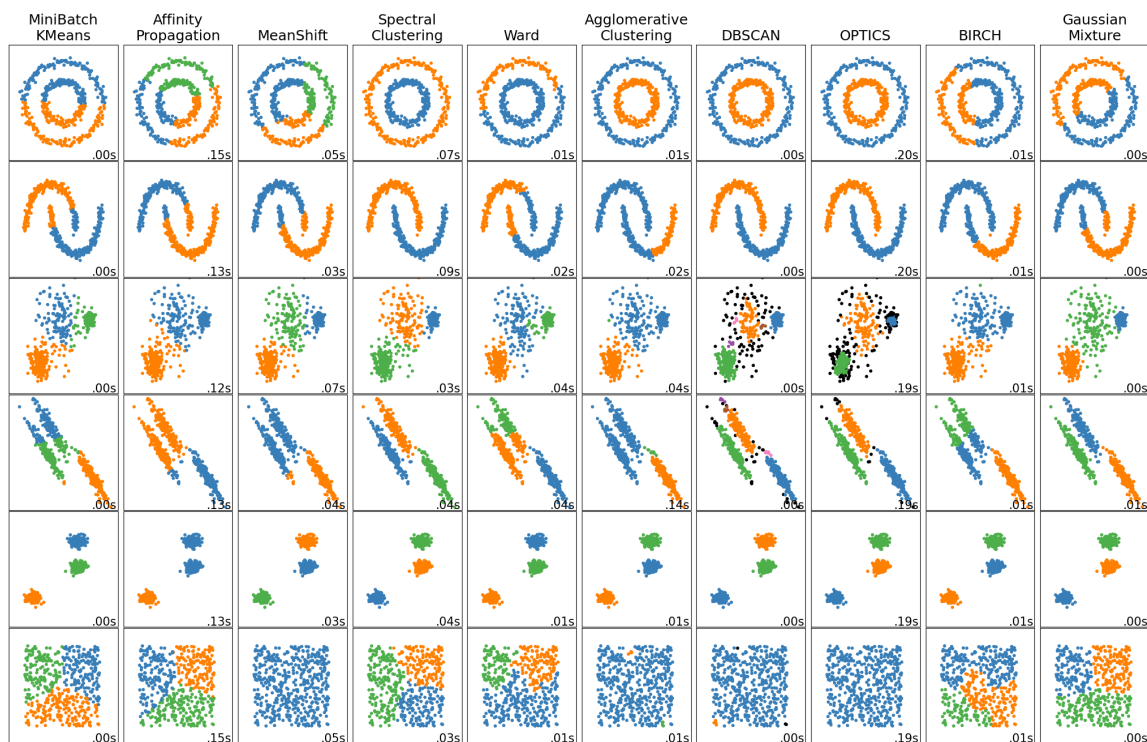 MiniBatch
KMeans
Affinity
Propagation
MeanShift
Spectral
Clustering
Ward
Agglomerative
Clustering
DBSCAN
OPTICS
BIRCH
Gaussian
Mixture
.00s
.15s
.05s
.07s
.01s
.01s
.00s
.20s
.01s
.00s
.00s
.13s
.03s
.09s
.02s
.02s
.00s
.20s
.01s
.00s
.00s
.12s
.07s
.03s
.04s
.04s
.00s
.19s
.01s
.00s
.00s
.13s
.04s
.04s
.01s
.14s
.00s
.19s
.01s
.01s
.00s
.13s
.03s
.04s
.01s
.01s
.00s
.19s
.01s
.00s
.00s
.15s
.05s
.03s
.01s
.01s
.00s
.19s
.01s
.00s